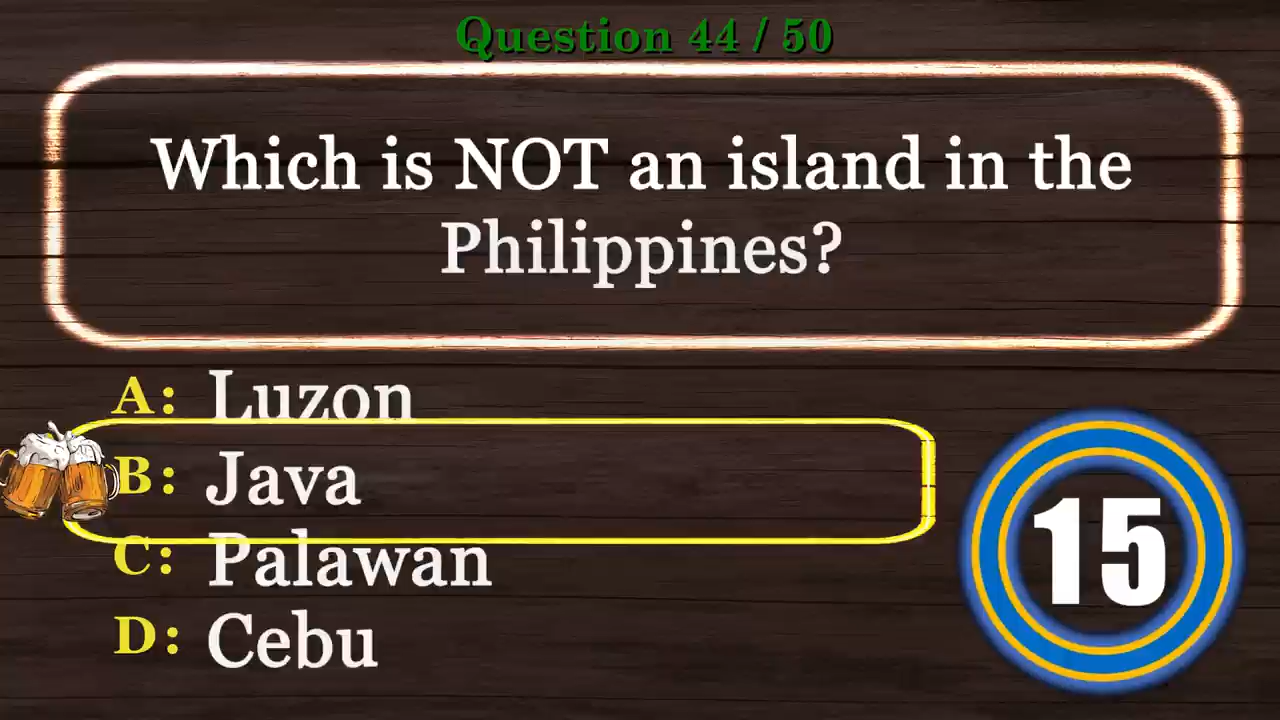 Question 44 / 50
Which is NOT an island in the
Philippines?
A: Luzon
B: Java
C: Palawan
D: Cebu
15